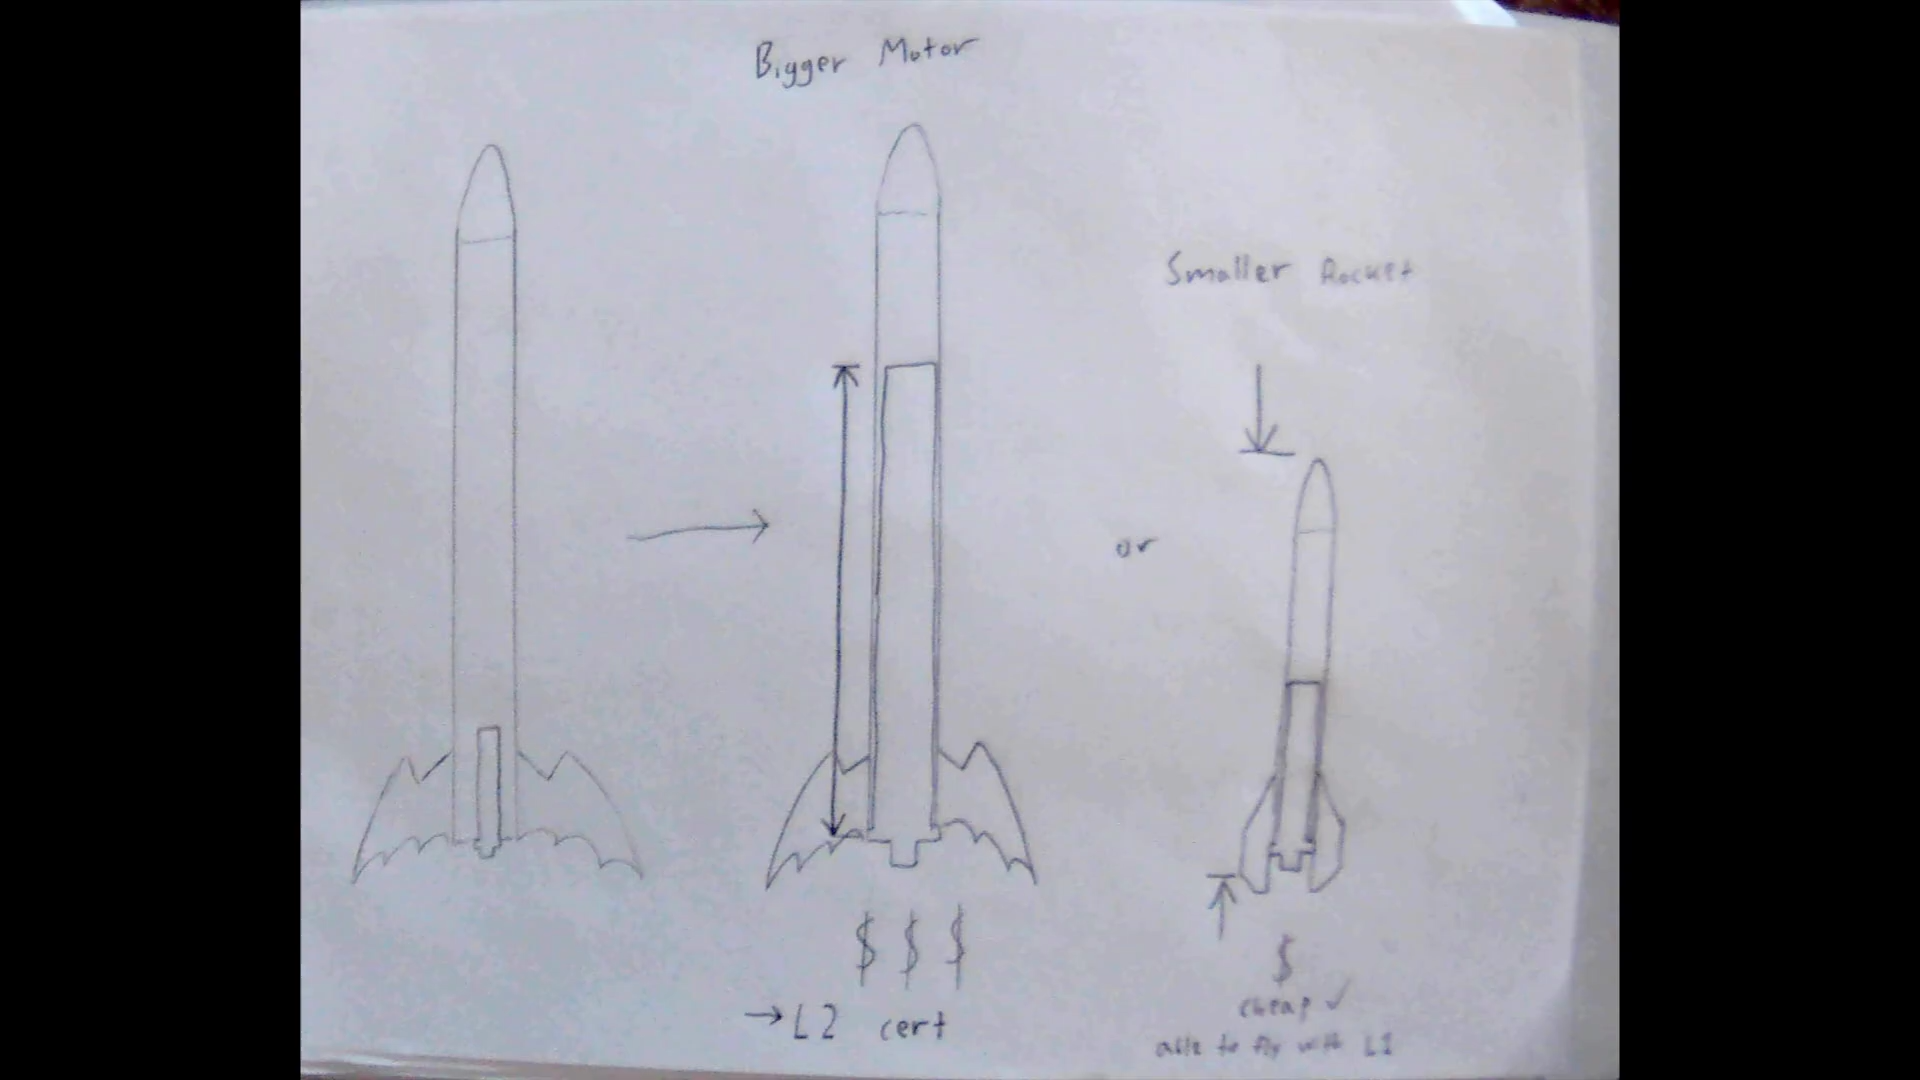 Bigger Motor
Smaller Rocket
or
$ $ $
→ L2 cert
$
cheap ✓
able to fly with L1